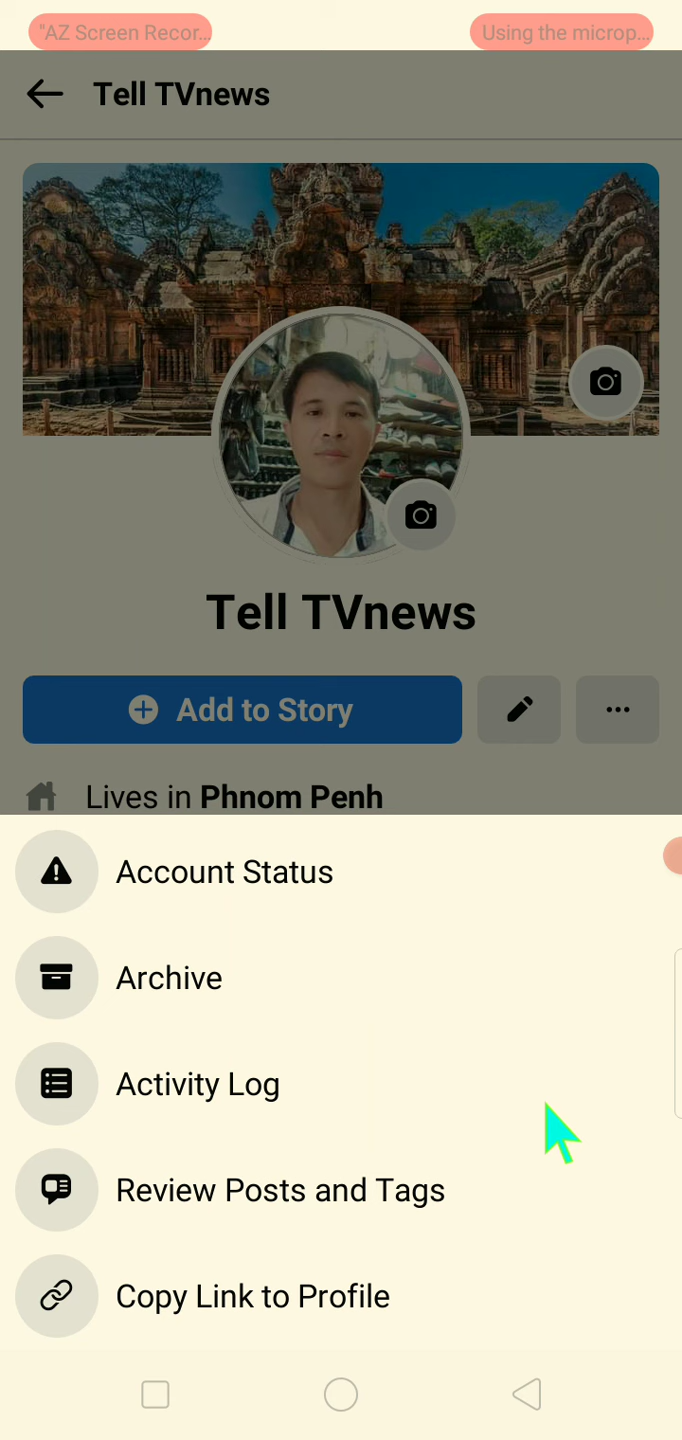 "AZ Screen Recor...
Using the microp...
Tell TVnews
Tell TVnews
Add to Story
Lives in Phnom Penh
Account Status
Archive
Activity Log
Review Posts and Tags
Copy Link to Profile